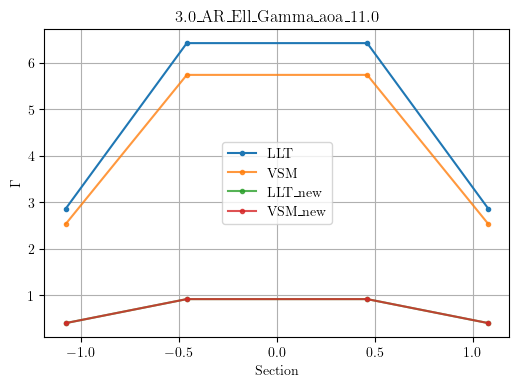 3.0_AR_Ell_Gamma_aoa_11.0
6
5
4
3
2
1
Γ
LLT
VSM
LLT_new
VSM_new
−1.0 −0.5 0.0 0.5 1.0
Section